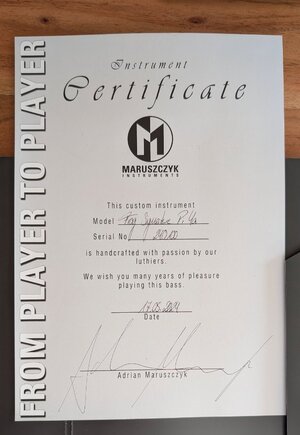 FROM PLAYER TO PLAYER
Instrument
Certificate
M
MARUSZCZYK
INSTRUMENTS
This custom instrument
Model Frog
Serial No
is handcrafted with passion by our
luthiers.
We wish you many years of pleasure
playing this bass.
Date
Adrian Maruszczyk